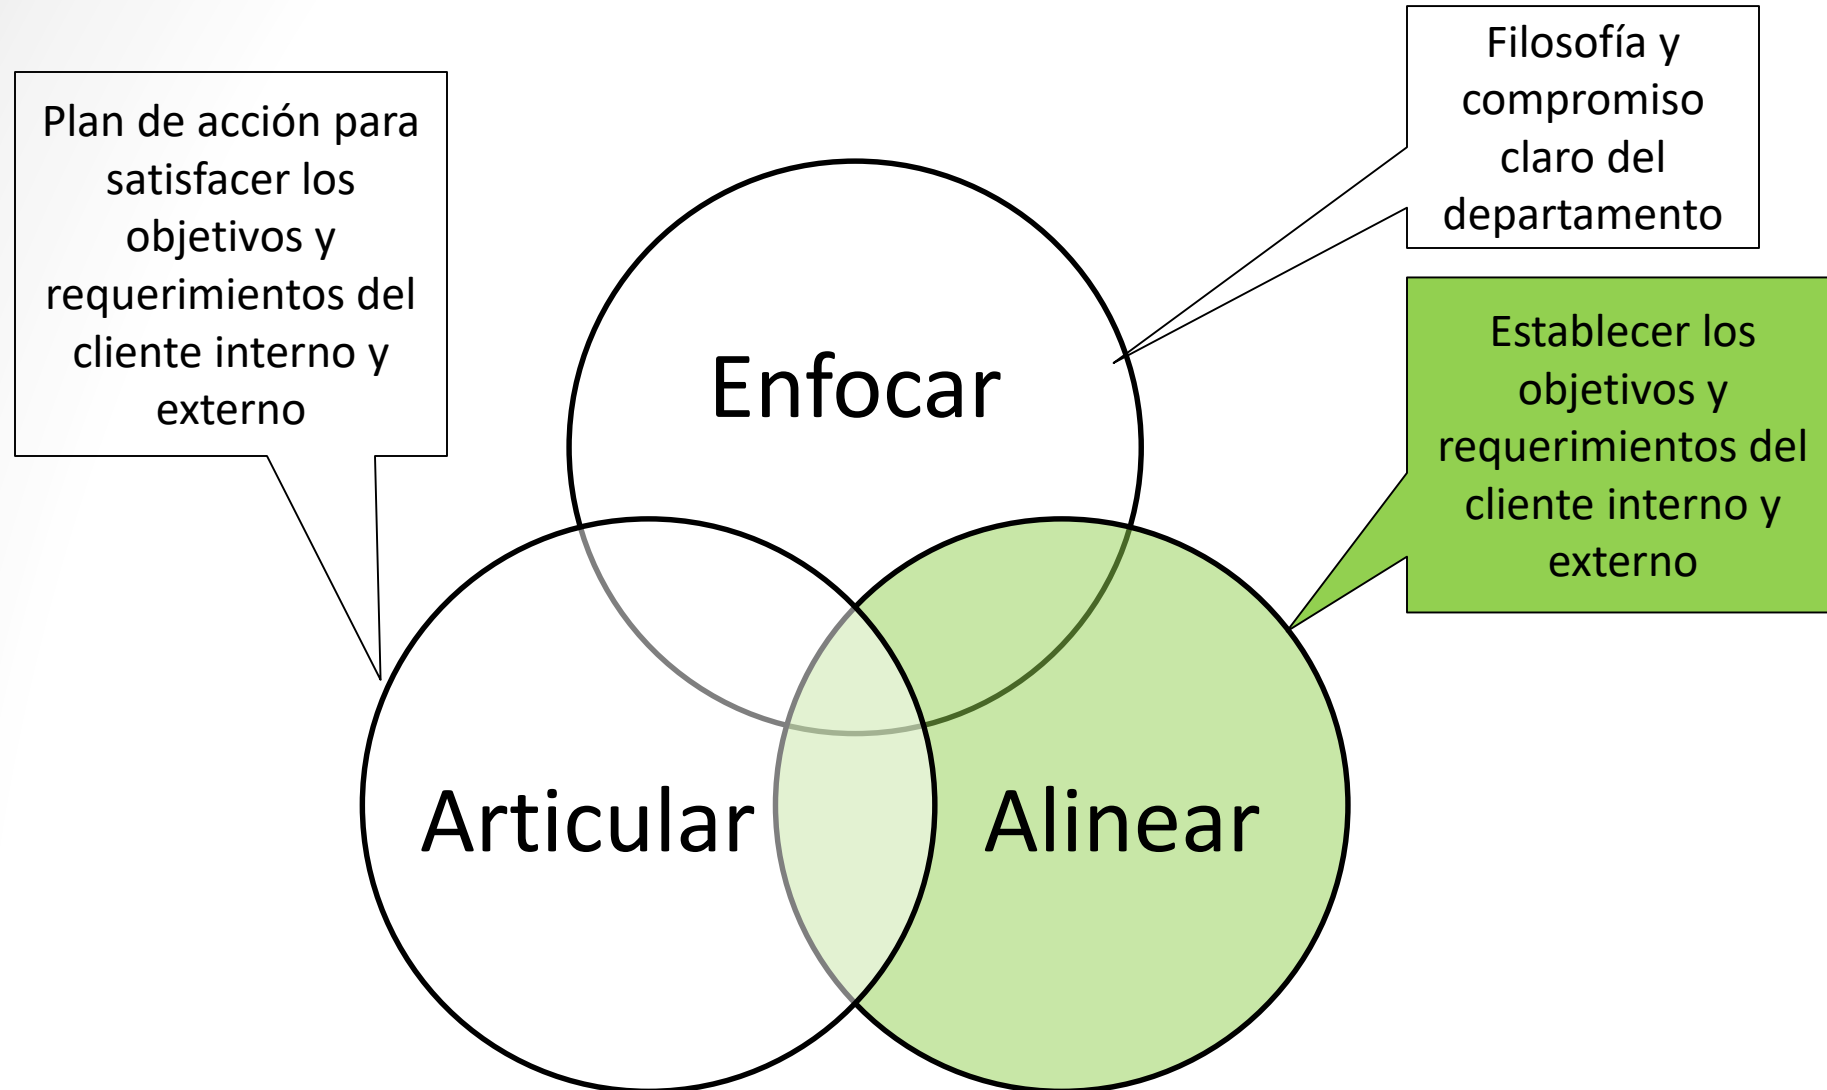 Plan de acción para
satisfacer los
objetivos y
requerimientos del
cliente interno y
externo
Filosofía y
compromiso
claro del
departamento
Establecer los
objetivos y
requerimientos del
cliente interno y
externo
Enfocar
Articular
Alinear